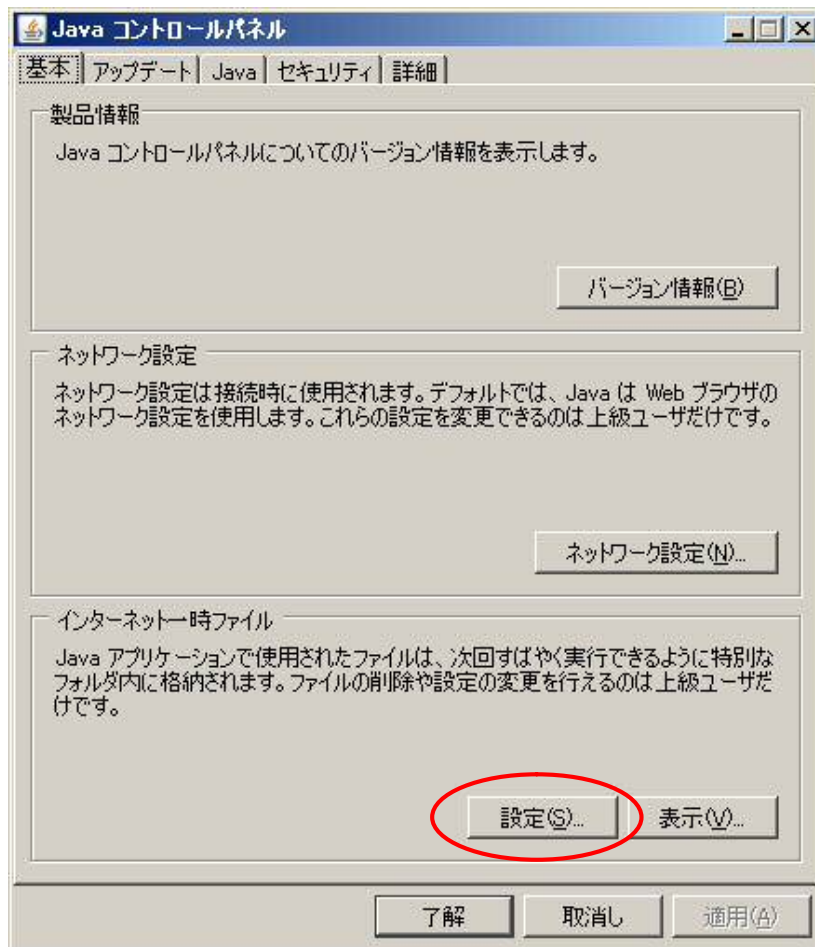 Java コントロールパネル
基本 アップデート Java セキュリティ 詳細
製品情報
Java コントロールパネルについてのバージョン情報を表示します。
バージョン情報(B)
ネットワーク設定
ネットワーク設定は接続時に使用されます。デフォルトでは、Java は Web ブラウザの
ネットワーク設定を使用します。これらの設定を変更できるのは上級ユーザだけです。
ネットワーク設定(N)...
インターネット一時ファイル
Java アプリケーションで使用されたファイルは、次回すばやく実行できるように特別な
フォルダ内に格納されます。ファイルの削除や設定の変更を行えるのは上級ユーザだ
けです。
設定(S)... 表示(V)...
了解 取消し 適用(A)